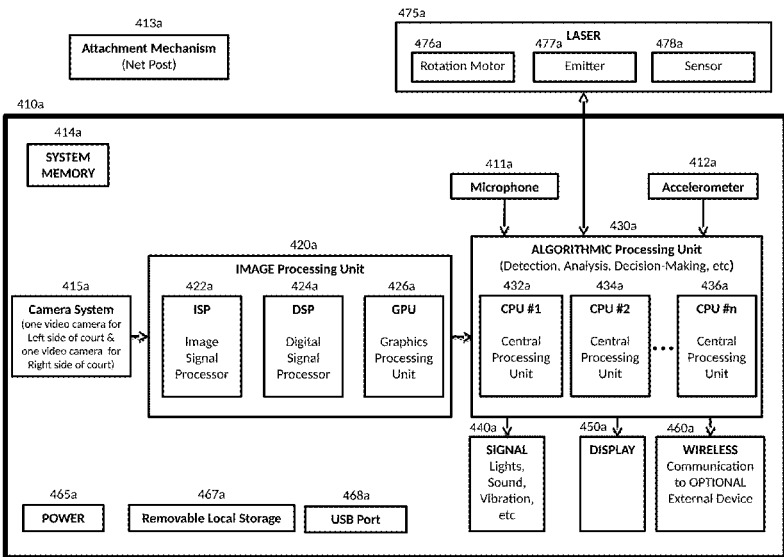 413a
Attachment Mechanism
(Net Post)
475a
LASER
476a
Rotation Motor
477a
Emitter
478a
Sensor
410a
414a
SYSTEM
MEMORY
411a
Microphone
412a
Accelerometer
430a
ALGORITHMIC Processing Unit
(Detection, Analysis, Decision-Making, etc)
420a
IMAGE Processing Unit
415a
Camera System
(one video camera for
Left side of court &
one video camera for
Right side of court)
422a
ISP
Image
Signal
Processor
424a
DSP
Digital
Signal
Processor
426a
GPU
Graphics
Processing
Unit
432a
CPU #1
Central
Processing
Unit
434a
CPU #2
Central
Processing
Unit
...
436a
CPU #n
Central
Processing
Unit
440a
SIGNAL
Lights,
Sound,
Vibration,
etc
450a
DISPLAY
460a
WIRELESS
Communication
to OPTIONAL
External Device
465a
POWER
467a
Removable Local Storage
468a
USB Port